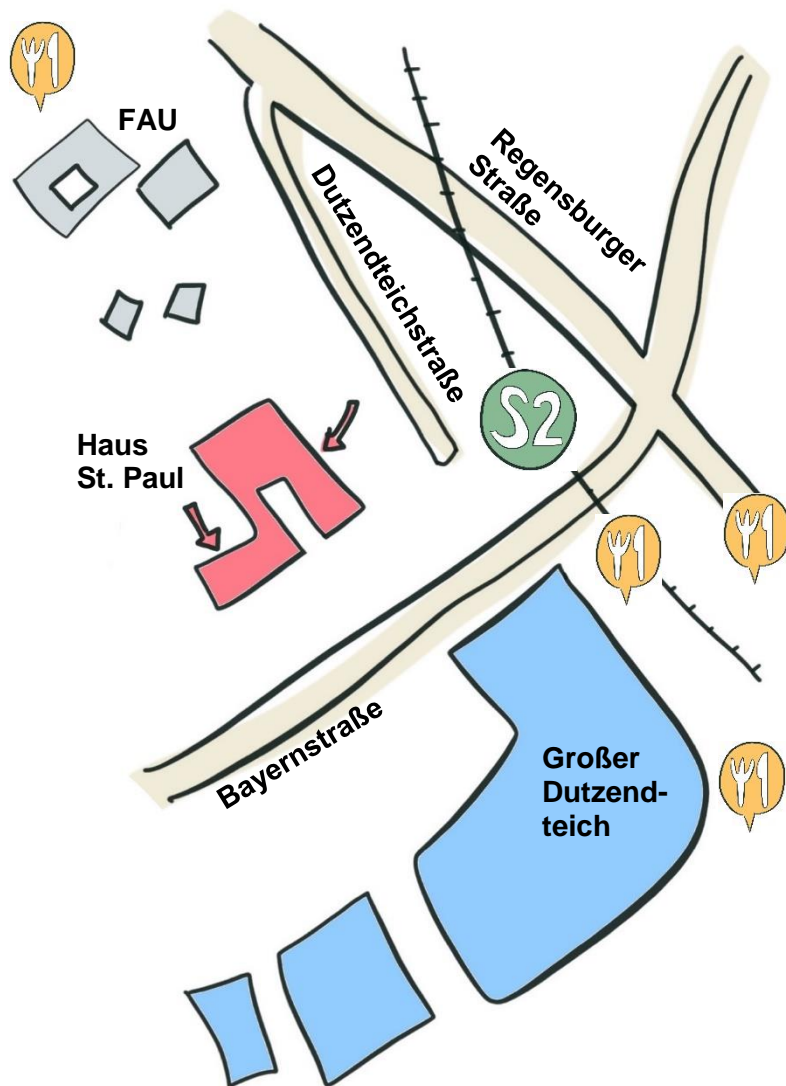 FAU
Regensburger
Straße
Dutzendteichstraße
S2
Haus
St. Paul
Bayernstraße
Großer
Dutzend-
teich